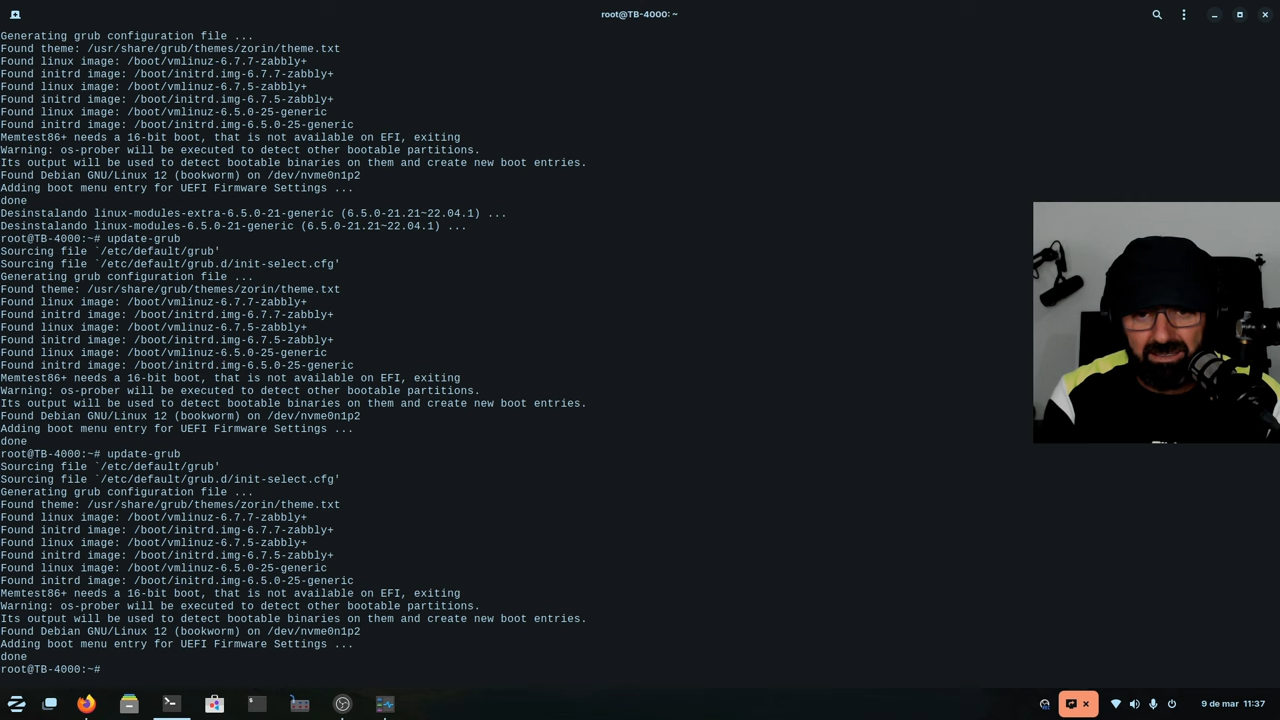 root@TB-4000: ~
Generating grub configuration file ...
Found theme: /usr/share/grub/themes/zorin/theme.txt
Found linux image: /boot/vmlinuz-6.7.7-zabbly+
Found initrd image: /boot/initrd.img-6.7.7-zabbly+
Found linux image: /boot/vmlinuz-6.7.5-zabbly+
Found initrd image: /boot/initrd.img-6.7.5-zabbly+
Found linux image: /boot/vmlinuz-6.5.0-25-generic
Found initrd image: /boot/initrd.img-6.5.0-25-generic
Memtest86+ needs a 16-bit boot, that is not available on EFI, exiting
Warning: os-prober will be executed to detect other bootable partitions.
Its output will be used to detect bootable binaries on them and create new boot entries.
Found Debian GNU/Linux 12 (bookworm) on /dev/nvme0n1p2
Adding boot menu entry for UEFI Firmware Settings ...
done
Desinstalando linux-modules-extra-6.5.0-21-generic (6.5.0-21.21~22.04.1) ...
Desinstalando linux-modules-6.5.0-21-generic (6.5.0-21.21~22.04.1) ...
root@TB-4000:~# update-grub
Sourcing file `/etc/default/grub'
Sourcing file `/etc/default/grub.d/init-select.cfg'
Generating grub configuration file ...
Found theme: /usr/share/grub/themes/zorin/theme.txt
Found linux image: /boot/vmlinuz-6.7.7-zabbly+
Found initrd image: /boot/initrd.img-6.7.7-zabbly+
Found linux image: /boot/vmlinuz-6.7.5-zabbly+
Found initrd image: /boot/initrd.img-6.7.5-zabbly+
Found linux image: /boot/vmlinuz-6.5.0-25-generic
Found initrd image: /boot/initrd.img-6.5.0-25-generic
Memtest86+ needs a 16-bit boot, that is not available on EFI, exiting
Warning: os-prober will be executed to detect other bootable partitions.
Its output will be used to detect bootable binaries on them and create new boot entries.
Found Debian GNU/Linux 12 (bookworm) on /dev/nvme0n1p2
Adding boot menu entry for UEFI Firmware Settings ...
done
root@TB-4000:~# update-grub
Sourcing file `/etc/default/grub'
Sourcing file `/etc/default/grub.d/init-select.cfg'
Generating grub configuration file ...
Found theme: /usr/share/grub/themes/zorin/theme.txt
Found linux image: /boot/vmlinuz-6.7.7-zabbly+
Found initrd image: /boot/initrd.img-6.7.7-zabbly+
Found linux image: /boot/vmlinuz-6.7.5-zabbly+
Found initrd image: /boot/initrd.img-6.7.5-zabbly+
Found linux image: /boot/vmlinuz-6.5.0-25-generic
Found initrd image: /boot/initrd.img-6.5.0-25-generic
Memtest86+ needs a 16-bit boot, that is not available on EFI, exiting
Warning: os-prober will be executed to detect other bootable partitions.
Its output will be used to detect bootable binaries on them and create new boot entries.
Found Debian GNU/Linux 12 (bookworm) on /dev/nvme0n1p2
Adding boot menu entry for UEFI Firmware Settings ...
done
root@TB-4000:~#
9 de mar 11:37